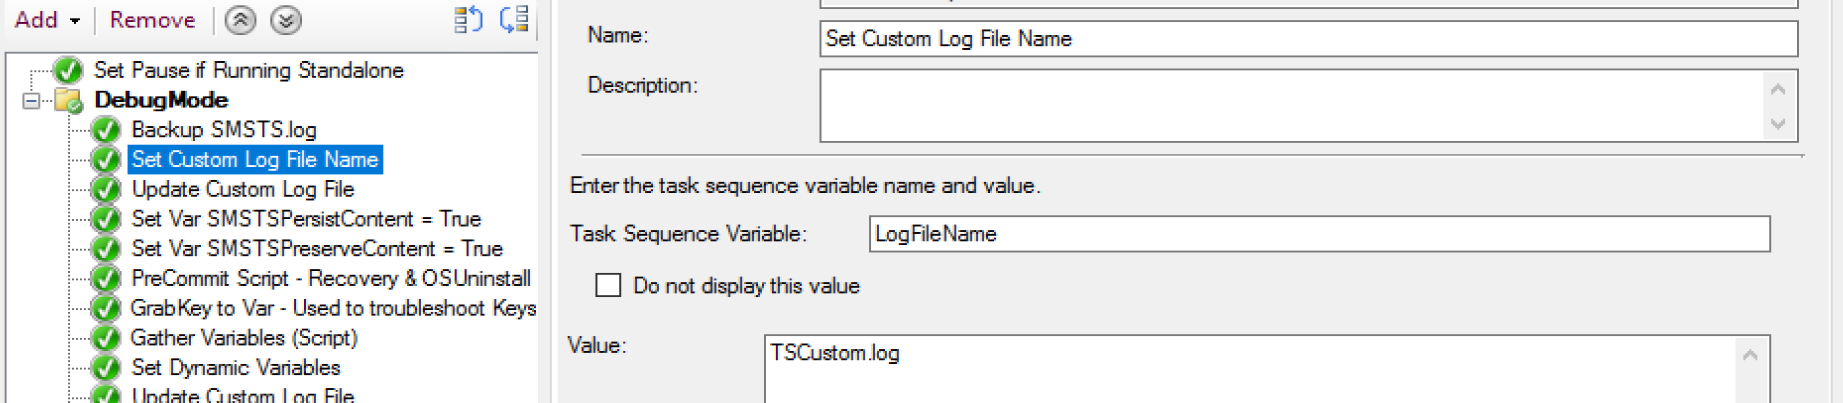 Add
Remove
Set Pause if Running Standalone
DebugMode
Backup SMSTS.log
Set Custom Log File Name
Update Custom Log File
Set Var SMSTSPersistContent = True
Set Var SMSTSPreserveContent = True
PreCommit Script - Recovery & OSUninstall
GrabKey to Var - Used to troubleshoot Keys
Gather Variables (Script)
Set Dynamic Variables
Update Custom Log File
Name:
Set Custom Log File Name
Description:
Enter the task sequence variable name and value.
Task Sequence Variable:
LogFileName
Do not display this value
Value:
TSCustom.log